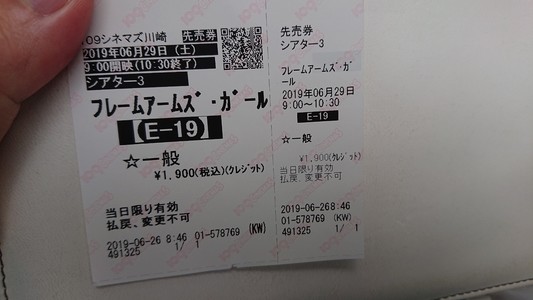 109シネマズ川崎 先売券
2019年06月29日 (土)
9:00開映(10:30終了)
シアター3
フレームアームズ・ガール
【E-19】
☆一般
¥1,900(税込)(クレジット)
当日限り有効
払戻、変更不可
2019-06-26 8:46 01-578769 (KW)
491325 1/ 1
先売券
シアター3
フレームアームズ・ガ
ール
2019年06月29日
9:00~10:30
E-19
☆一般
¥1,900(クレジット)
当日限り有効
払戻、変更不可
2019-06-26 8:46
01-578769 (KW)
491325 1/ 1